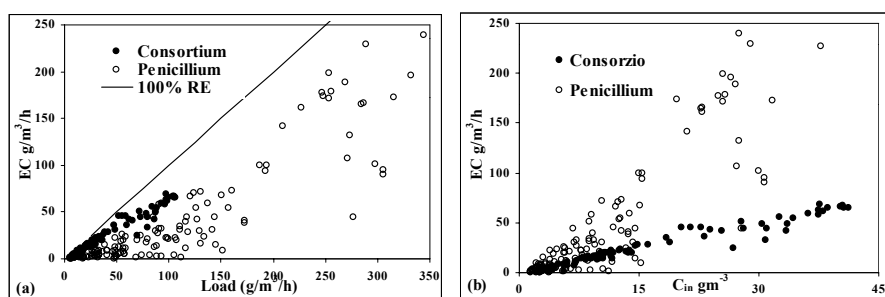 250
200
150
100
50
0
EC g/m³/h
Consortium
Penicillium
100% RE
0 50 100 150 200 250 300 350
(a)
Load (g/m³/h)
250
200
150
100
50
0
EC g/m³/h
Consorzio
Penicillium
0 15 30 45
(b)
C_in gm⁻³